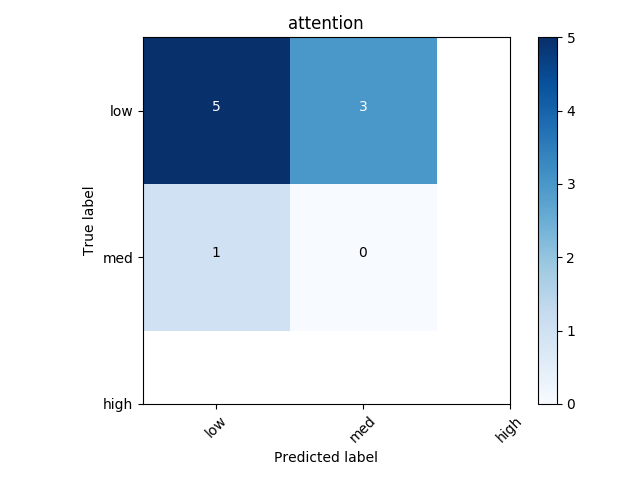 attention
True label
low
med
high
5 3
1 0
low med high
Predicted label
5
4
3
2
1
0